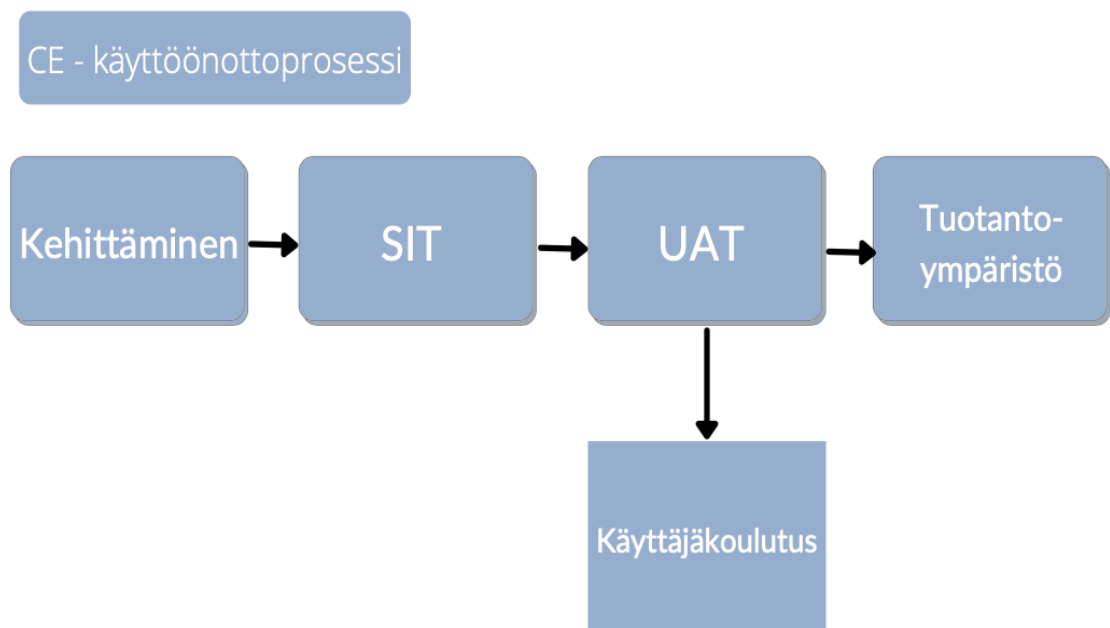 CE - käyttöönottoprosessi
Kehittäminen
SIT
UAT
Tuotanto-
ympäristö
Käyttäjäkoulutus